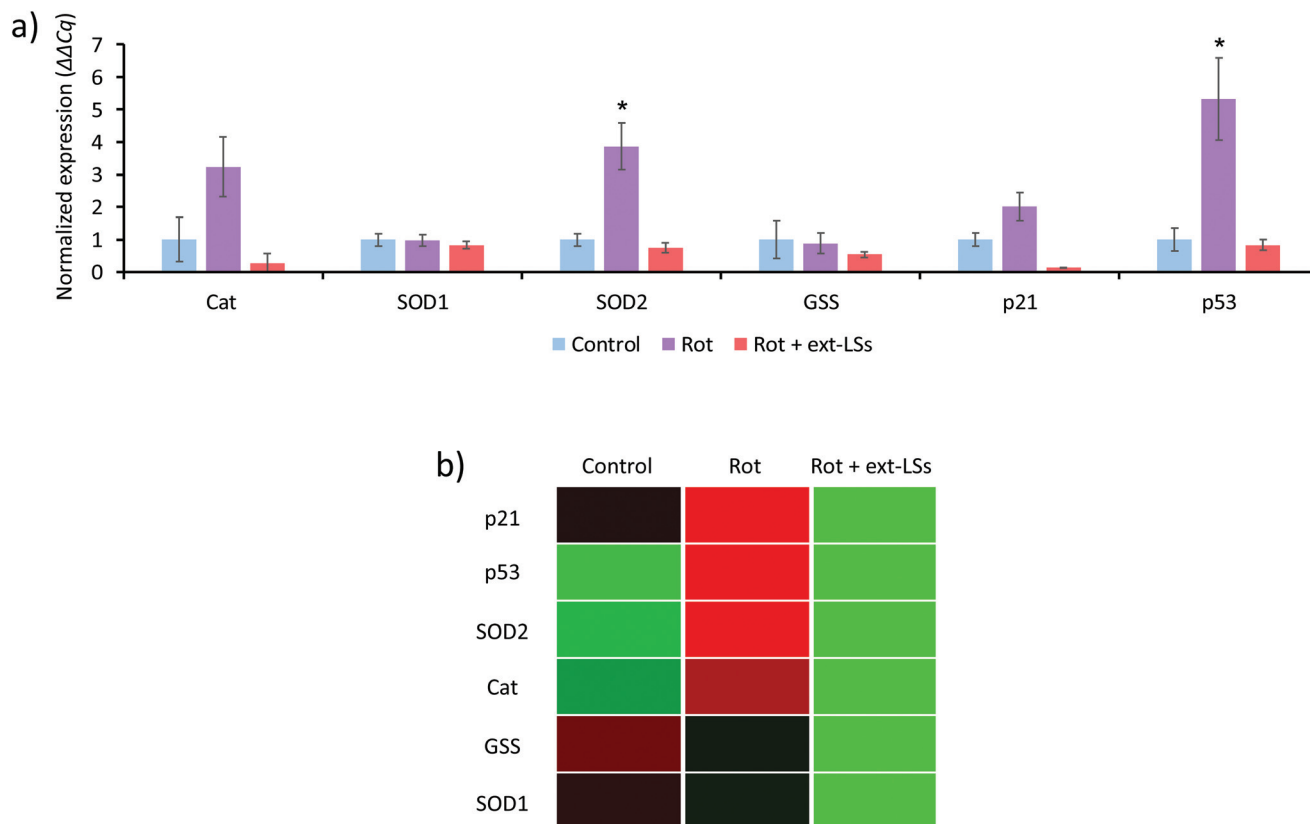 a)
Normalized expression (ΔΔCq)
7
6
5
4
3
2
1
0
*
*
Cat SOD1 SOD2 GSS p21 p53
Control Rot Rot + ext-LSs
b)
Control Rot Rot + ext-LSs
p21
p53
SOD2
Cat
GSS
SOD1